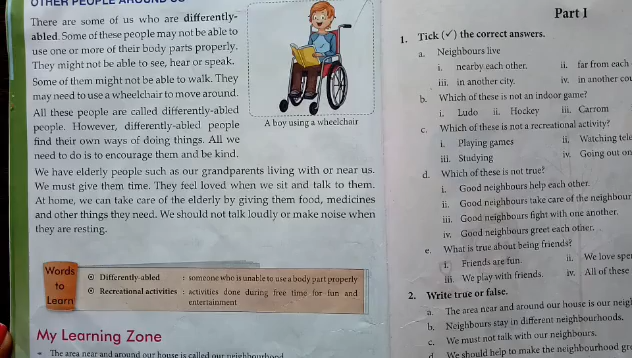 OTHER PEOPLE AROUND US
There are some of us who are differently-
abled. Some of these people may not be able to
use one or more of their body parts properly.
They might not be able to see, hear or speak.
Some of them might not be able to walk. They
may need to use a wheelchair to move around.
All these people are called differently-abled
people. However, differently-abled people
find their own ways of doing things. All we
need to do is to encourage them and be kind.
A boy using a wheelchair
We have elderly people such as our grandparents living with or near us.
We must give them time. They feel loved when we sit and talk to them.
At home, we can take care of the elderly by giving them food, medicines
and other things they need. We should not talk loudly or make noise when
they are resting.
Words
to
Learn
Differently-abled : someone who is unable to use a body part properly
Recreational activities : activities done during free time for fun and
entertainment
My Learning Zone
The area near and around our house is called our neighbourhood
Part I
1. Tick (✓) the correct answers.
a. Neighbours live
i. nearby each other. ii. far from each
iii. in another city. iv. in another
b. Which of these is not an indoor game?
i. Ludo ii. Hockey iii. Carrom
c. Which of these is not a recreational activity?
i. Playing games ii. Watching
iii. Studying iv. Going out
d. Which of these is not true?
i. Good neighbours help each other.
ii. Good neighbours take care of the neighbour
iii. Good neighbours fight with one another.
iv. Good neighbours greet each other.
e. What is true about being friends?
i. Friends are fun. ii. We love
iii. We play with friends. iv. All of these
2. Write true or false.
a. The area near and around our house is our
b. Neighbours stay in different neighbourhoods.
c. We must not talk with our neighbours.
d. We should help to make the neighbourhood